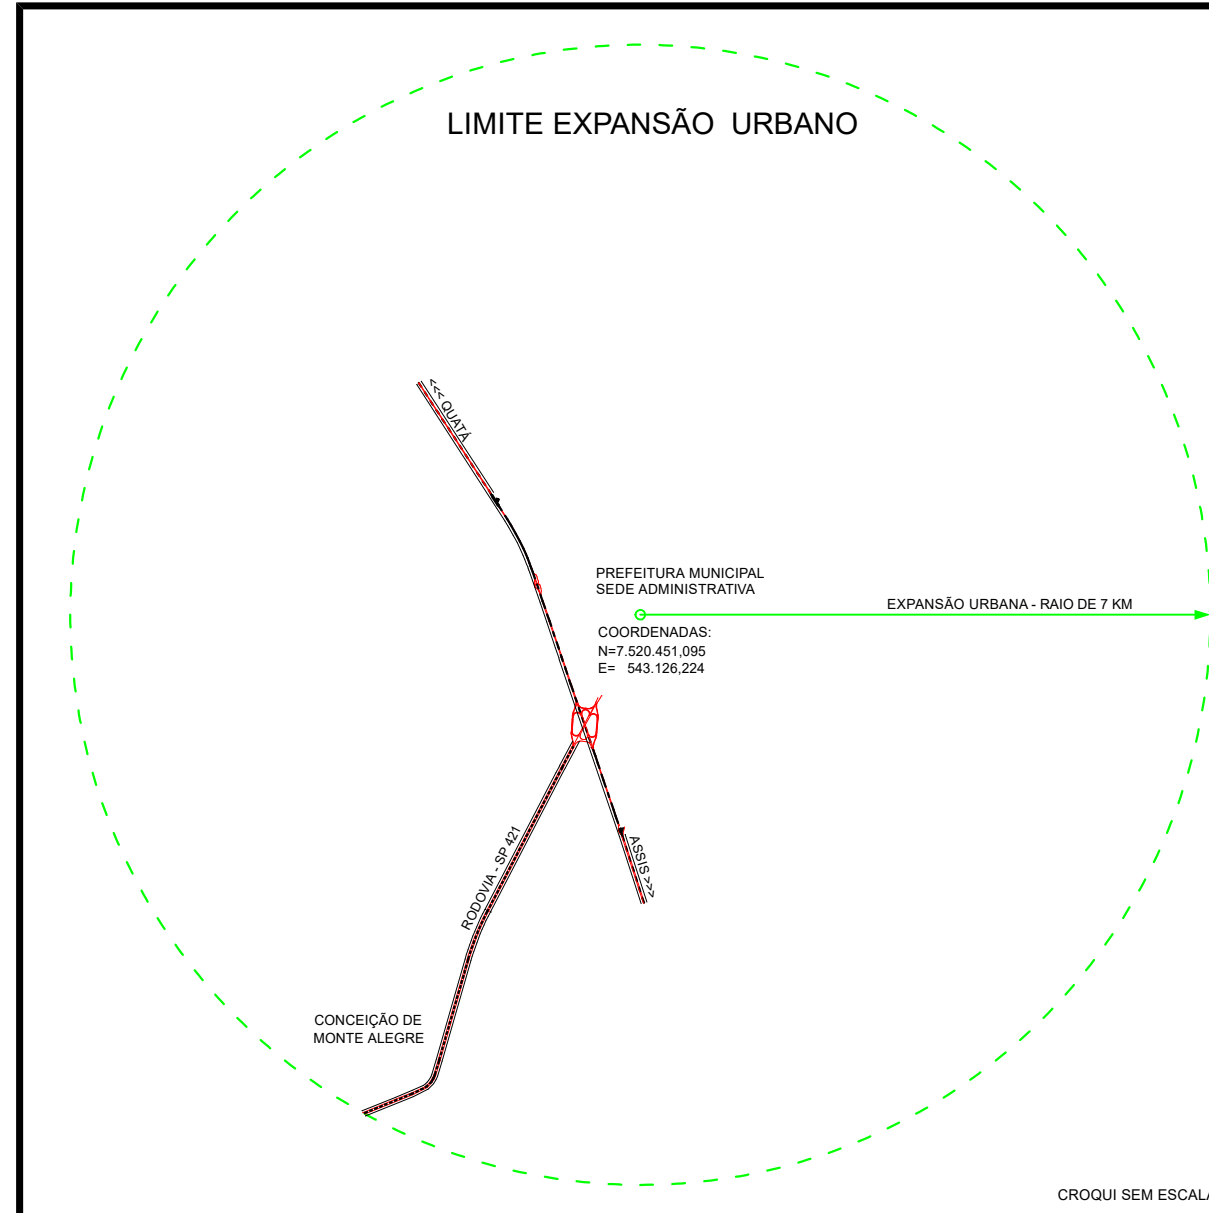 LIMITE EXPANSÃO URBANO
<<< QUATÁ
PREFEITURA MUNICIPAL
SEDE ADMINISTRATIVA
EXPANSÃO URBANA - RAIO DE 7 KM
COORDENADAS:
N=7.520.451,095
E= 543.126,224
RODOVIA - SP 421
ASSIS >>>
CONCEIÇÃO DE
MONTE ALEGRE
CROQUI SEM ESCALA